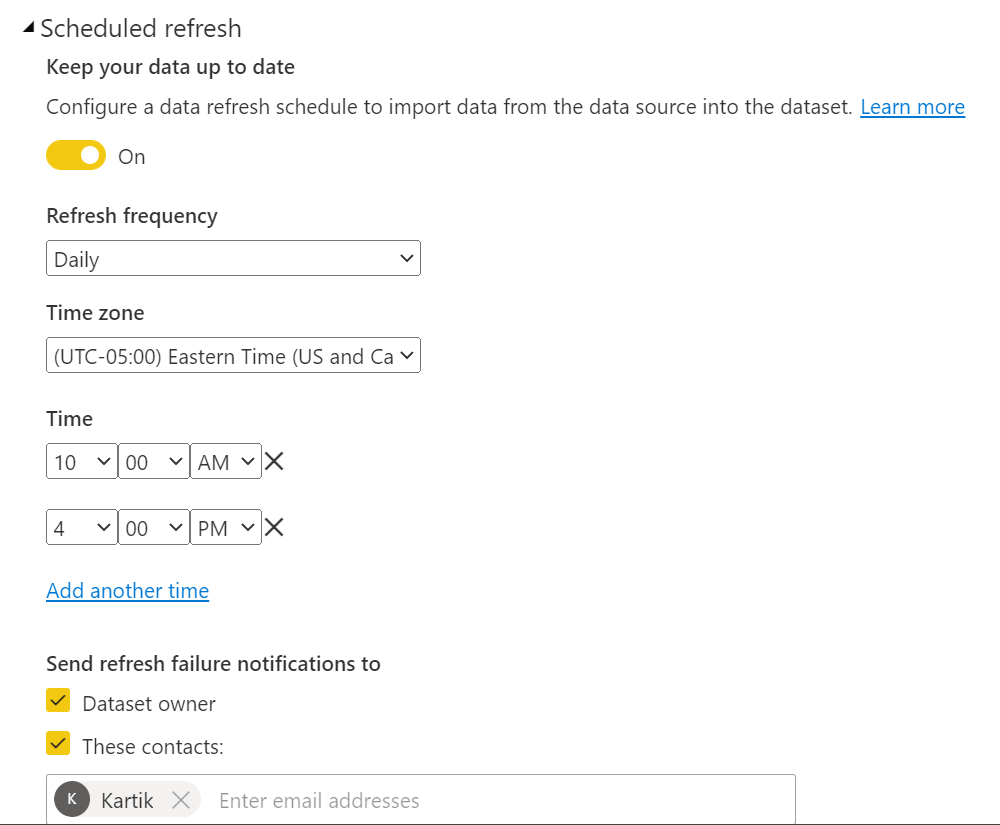 Scheduled refresh
Keep your data up to date
Configure a data refresh schedule to import data from the data source into the dataset. Learn more
On
Refresh frequency
Daily
Time zone
(UTC-05:00) Eastern Time (US and Ca
Time
10 00 AM
4 00 PM
Add another time
Send refresh failure notifications to
Dataset owner
These contacts:
K Kartik Enter email addresses